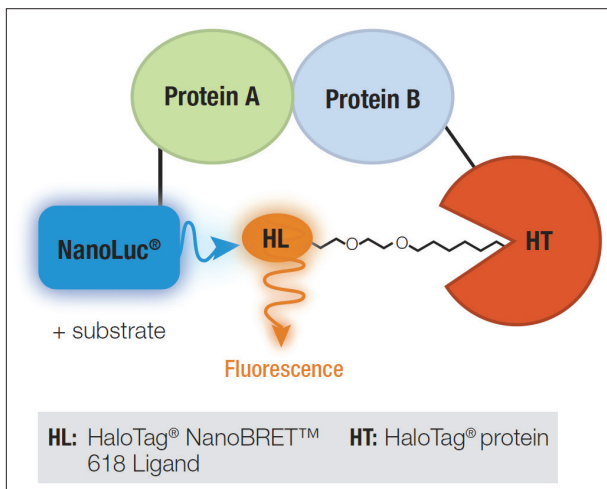 Protein A
Protein B
NanoLuc®
HL
O
O
HT
+ substrate
Fluorescence
HL: HaloTag® NanoBRET™
618 Ligand
HT: HaloTag® protein